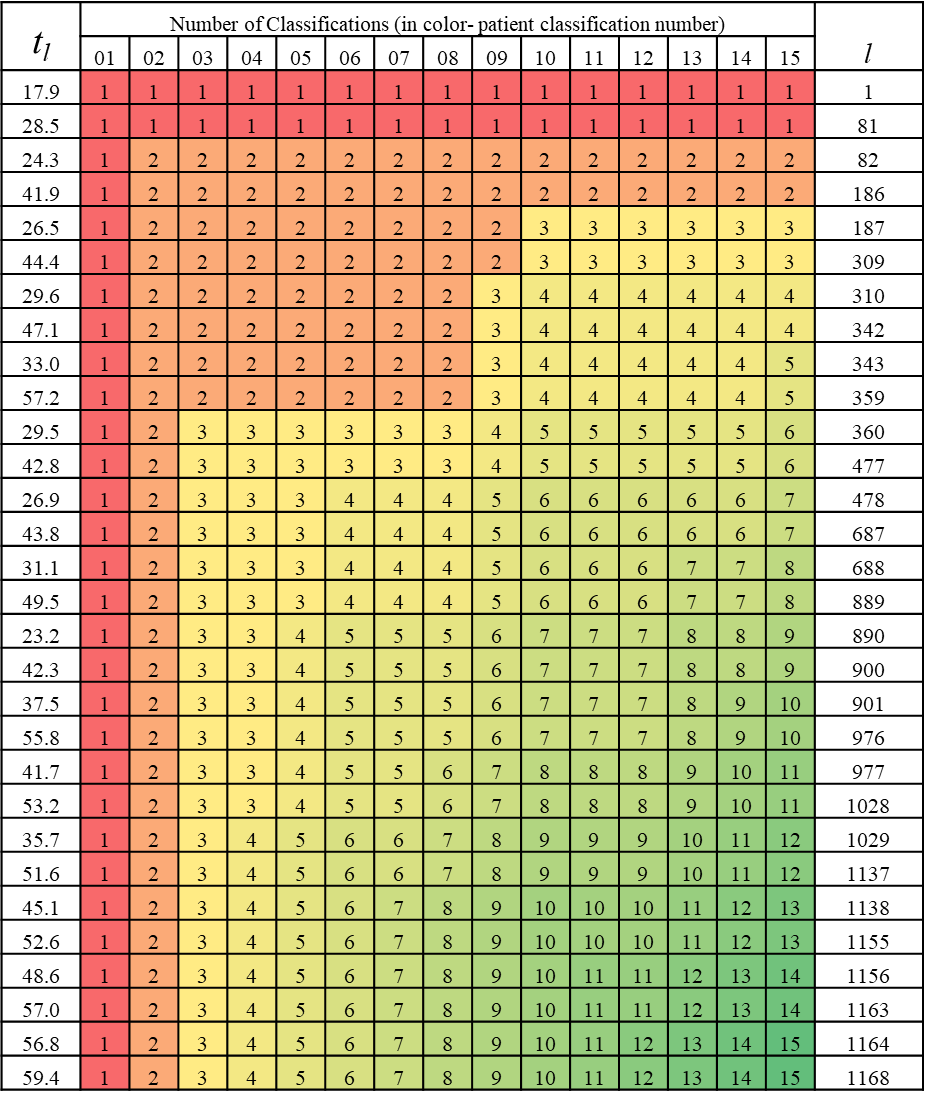 t_l Number of Classifications (in color- patient classification number) l
01 02 03 04 05 06 07 08 09 10 11 12 13 14 15
17.9 1 1 1 1 1 1 1 1 1 1 1 1 1 1 1 1
28.5 1 1 1 1 1 1 1 1 1 1 1 1 1 1 1 81
24.3 1 2 2 2 2 2 2 2 2 2 2 2 2 2 2 82
41.9 1 2 2 2 2 2 2 2 2 2 2 2 2 2 2 186
26.5 1 2 2 2 2 2 2 2 2 3 3 3 3 3 3 187
44.4 1 2 2 2 2 2 2 2 2 3 3 3 3 3 3 309
29.6 1 2 2 2 2 2 2 2 3 4 4 4 4 4 4 310
47.1 1 2 2 2 2 2 2 2 3 4 4 4 4 4 4 342
33.0 1 2 2 2 2 2 2 2 3 4 4 4 4 4 5 343
57.2 1 2 2 2 2 2 2 2 3 4 4 4 4 4 5 359
29.5 1 2 3 3 3 3 3 3 4 5 5 5 5 5 6 360
42.8 1 2 3 3 3 3 3 3 4 5 5 5 5 5 6 477
26.9 1 2 3 3 3 4 4 4 5 6 6 6 6 6 7 478
43.8 1 2 3 3 3 4 4 4 5 6 6 6 6 6 7 687
31.1 1 2 3 3 3 4 4 4 5 6 6 6 7 7 8 688
49.5 1 2 3 3 3 4 4 4 5 6 6 6 7 7 8 889
23.2 1 2 3 3 4 5 5 5 6 7 7 7 8 8 9 890
42.3 1 2 3 3 4 5 5 5 6 7 7 7 8 8 9 900
37.5 1 2 3 3 4 5 5 5 6 7 7 7 8 9 10 901
55.8 1 2 3 3 4 5 5 5 6 7 7 7 8 9 10 976
41.7 1 2 3 3 4 5 5 6 7 8 8 8 9 10 11 977
53.2 1 2 3 3 4 5 5 6 7 8 8 8 9 10 11 1028
35.7 1 2 3 4 5 6 6 7 8 9 9 9 10 11 12 1029
51.6 1 2 3 4 5 6 6 7 8 9 9 9 10 11 12 1137
45.1 1 2 3 4 5 6 7 8 9 10 10 10 11 12 13 1138
52.6 1 2 3 4 5 6 7 8 9 10 10 10 11 12 13 1155
48.6 1 2 3 4 5 6 7 8 9 10 11 11 12 13 14 1156
57.0 1 2 3 4 5 6 7 8 9 10 11 11 12 13 14 1163
56.8 1 2 3 4 5 6 7 8 9 10 11 12 13 14 15 1164
59.4 1 2 3 4 5 6 7 8 9 10 11 12 13 14 15 1168